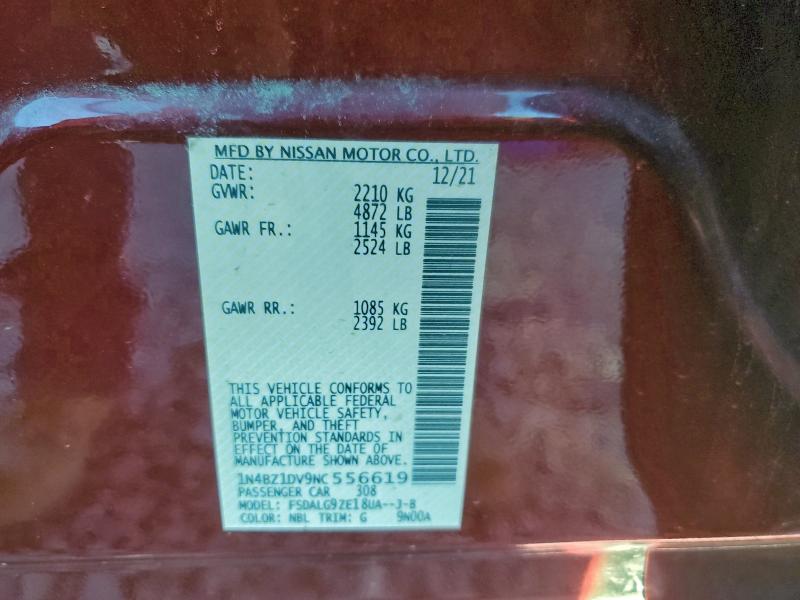 MFD BY NISSAN MOTOR CO., LTD.
DATE: 12/21
GVWR: 2210 KG
4872 LB
GAWR FR.: 1145 KG
2524 LB
GAWR RR.: 1085 KG
2392 LB
THIS VEHICLE CONFORMS TO
ALL APPLICABLE FEDERAL
MOTOR VEHICLE SAFETY,
BUMPER, AND THEFT
PREVENTION STANDARDS IN
EFFECT ON THE DATE OF
MANUFACTURE SHOWN ABOVE.
1N4BZ1DV9NC556619
PASSENGER CAR 308
MODEL: FSDALG9ZE18UA--J-B
COLOR: NBL TRIM: G 9N00A